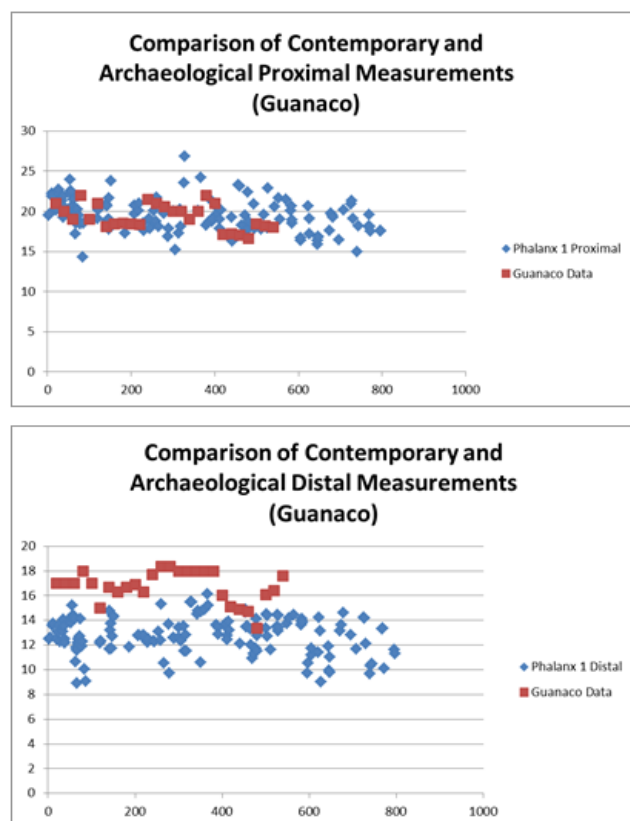 Comparison of Contemporary and
Archaeological Proximal Measurements
(Guanaco)
30
25
20
15
10
5
0
0 200 400 600 800 1000
Phalanx 1 Proximal
Guanaco Data
Comparison of Contemporary and
Archaeological Distal Measurements
(Guanaco)
20
18
16
14
12
10
8
6
4
2
0
0 200 400 600 800 1000
Phalanx 1 Distal
Guanaco Data